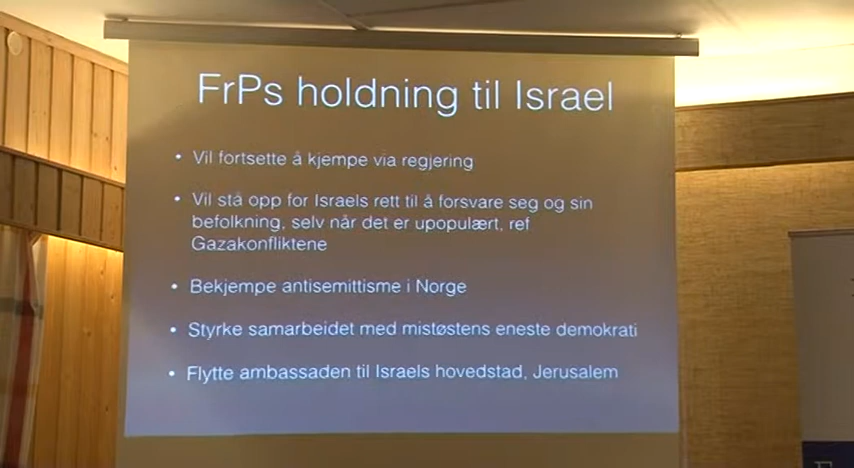 FrPs holdning til Israel
• Vil fortsette å kjempe via regjering
• Vil stå opp for Israels rett til å forsvare seg og sin
befolkning, selv når det er upopulært, ref
Gazakonfliktene
• Bekjempe antisemittisme i Norge
• Styrke samarbeidet med mistøstens eneste demokrati
• Flytte ambassaden til Israels hovedstad, Jerusalem